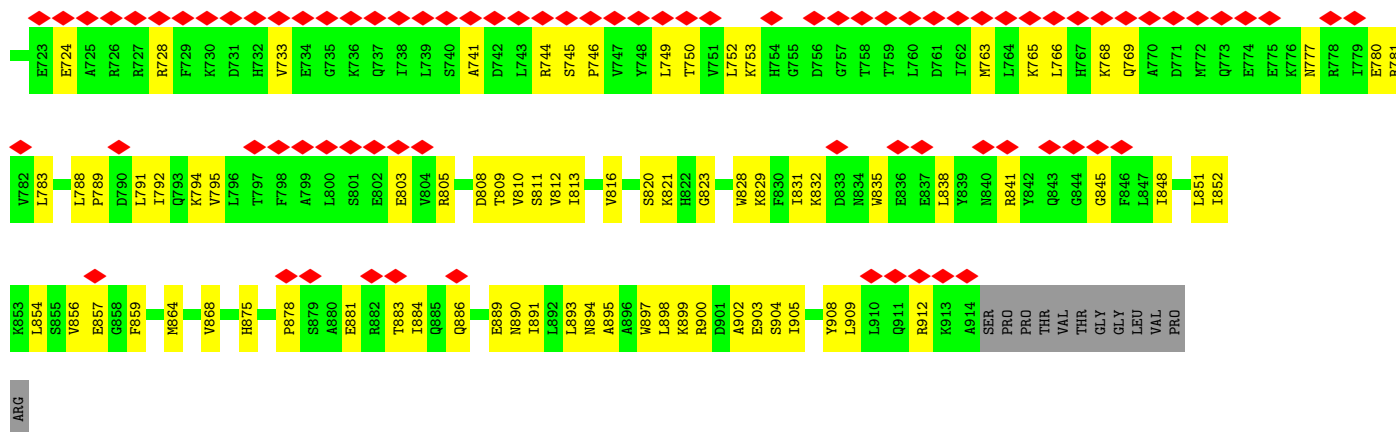 E723 E724 A725 R726 R727 R728 F729 K730 D731 H732 V733 E734 G735 K736 Q737 I738 L739 S740 A741 D742 L743 R744 S745 P746 V747 Y748 L749 T750 V751 L752 K753 H754 G755 D756 G757 T758 T759 L760 D761 I762 M763 L764 K765 L766 H767 K768 Q769 A770 D771 M772 Q773 E774 E775 K776 N777 R778 I779 E780 R781
V782 L783 L788 P789 D790 L791 I792 Q793 K794 V795 L796 T797 F798 A799 L800 S801 E802 E803 V804 R805 D808 T809 V810 S811 V812 I813 V816 S820 K821 H822 G823 W828 K829 F830 I831 K832 D833 N834 W835 E836 E837 L838 Y839 N840 R841 Y842 Q843 G844 G845 F846 L847 I848 L851 I852
K853 L854 S855 V856 E857 G858 F859 M864 V868 H875 P878 S879 A880 E881 R882 T883 I884 Q885 Q886 E889 N890 I891 L892 L893 N894 A895 A896 W897 L898 K899 R900 D901 A902 E903 S904 I905 Y908 L909 L910 Q911 R912 K913 A914 SER PRO PRO THR VAL THR GLY GLY LEU VAL PRO
ARG